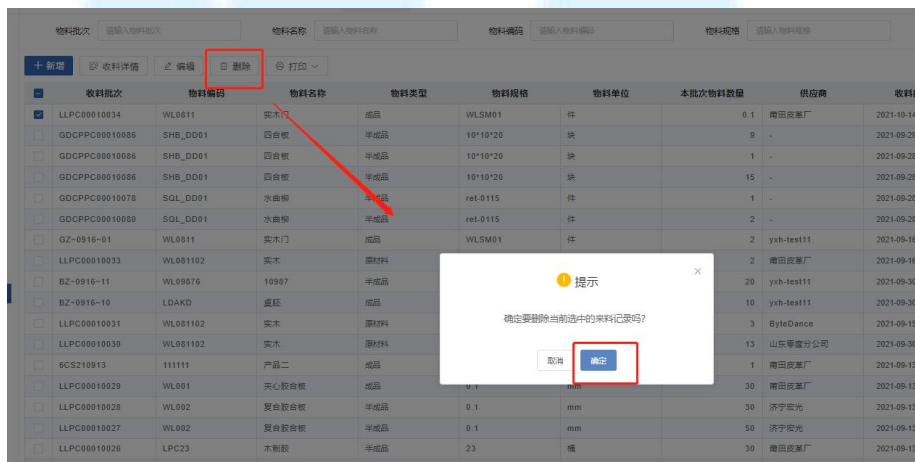 物料批次 请输入物料批次 物料名称 请输入物料名称 物料编码 请输入物料编码 物料规格 请输入物料规格
+ 新增 收料详情 编辑 删除 打印
收料批次 物料编码 物料名称 物料类型 物料规格 物料单位 本批次物料数量 供应商 收料
LLPC00010034 WL0811 实木门 成品 WLSM01 件 0.1 莆田皮革厂 2021-10-14
GDCPPC00010086 SHB_DD01 四合板 半成品 10*10*20 块 9 - 2021-09-29
GDCPPC00010086 SHB_DD01 四合板 半成品 10*10*20 块 1 - 2021-09-28
GDCPPC00010086 SHB_DD01 四合板 半成品 10*10*20 块 15 - 2021-09-28
GDCPPC00010078 SQL_DD01 水曲柳 半成品 ret-0115 件 1 - 2021-09-28
GDCPPC00010080 SQL_DD01 水曲柳 半成品 ret-0115 件 2 - 2021-09-28
GZ-0916-01 WL0811 实木门 成品 WLSM01 件 2 yxh-test11 2021-09-16
LLPC00010033 WL081102 实木 原材料 2 莆田皮革厂 2021-09-16
BZ-0916-11 WL09876 10987 半成品 20 yxh-test11 2021-09-30
BZ-0916-10 LDAKD 桌胚 成品 10 yxh-test11 2021-09-30
LLPC00010031 WL081102 实木 原材料 3 ByteDance 2021-09-15
LLPC00010030 WL081102 实木 原材料 13 山东零度分公司 2021-09-30
6CS210913 111111 产品二 成品 1 莆田皮革厂 2021-09-13
LLPC00010029 WL001 夹心胶合板 成品 0.1 mm 30 莆田皮革厂 2021-09-13
LLPC00010028 WL002 复合胶合板 半成品 0.1 mm 30 济宁宏光 2021-09-13
LLPC00010027 WL002 复合胶合板 半成品 0.1 mm 50 济宁宏光 2021-09-13
LLPC00010026 LPC23 木制胶 半成品 23 桶 30 莆田皮革厂 2021-09-13
提示
确定要删除当前选中的来料记录吗?
取消 确定